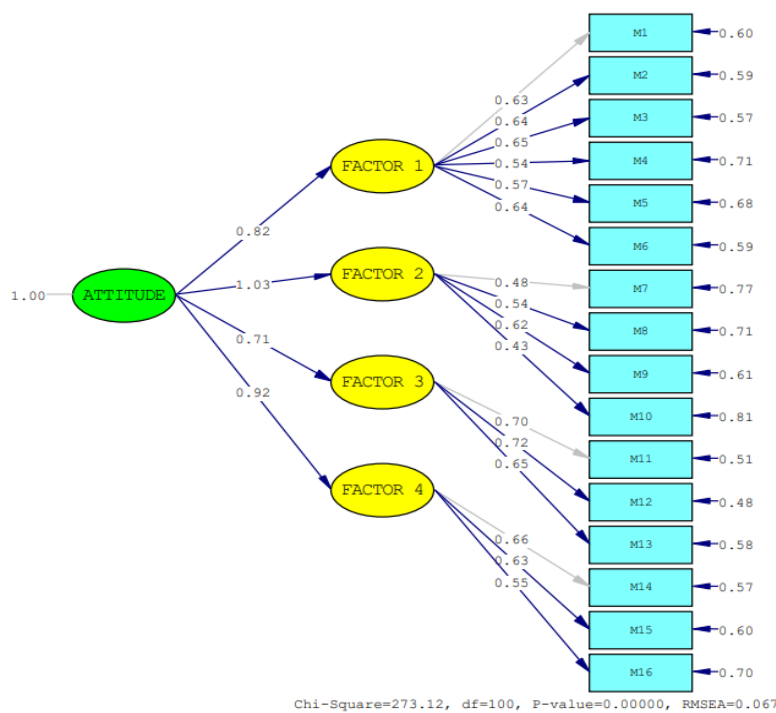 M1 0.60
M2 0.59
0.63
0.64
M3 0.57
0.65
FACTOR 1 0.54 M4 0.71
0.57
M5 0.68
0.64
0.82
M6 0.59
FACTOR 2
1.03 0.48 M7 0.77
1.00 ATTITUDE
0.54
0.62 M8 0.71
0.71 0.43
M9 0.61
FACTOR 3
0.92
M10 0.81
0.70
0.72 M11 0.51
0.65
FACTOR 4 M12 0.48
0.66 M13 0.58
0.63
0.55 M14 0.57
M15 0.60
M16 0.70
Chi-Square=273.12, df=100, P-value=0.00000, RMSEA=0.067